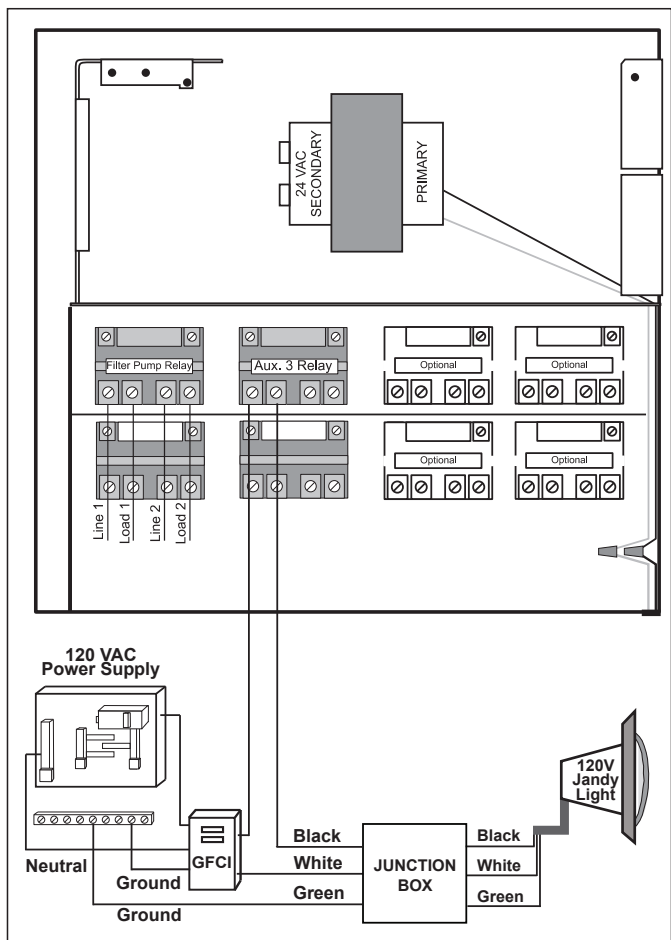 24 VAC
SECONDARY
PRIMARY
Filter Pump Relay
Aux. 3 Relay
Optional
Optional
Optional
Optional
Line 1
Load 1
Line 2
Load 2
120 VAC
Power Supply
GFCI
Neutral
Ground
Ground
Black
White
Green
JUNCTION
BOX
Black
White
Green
120V
Jandy
Light